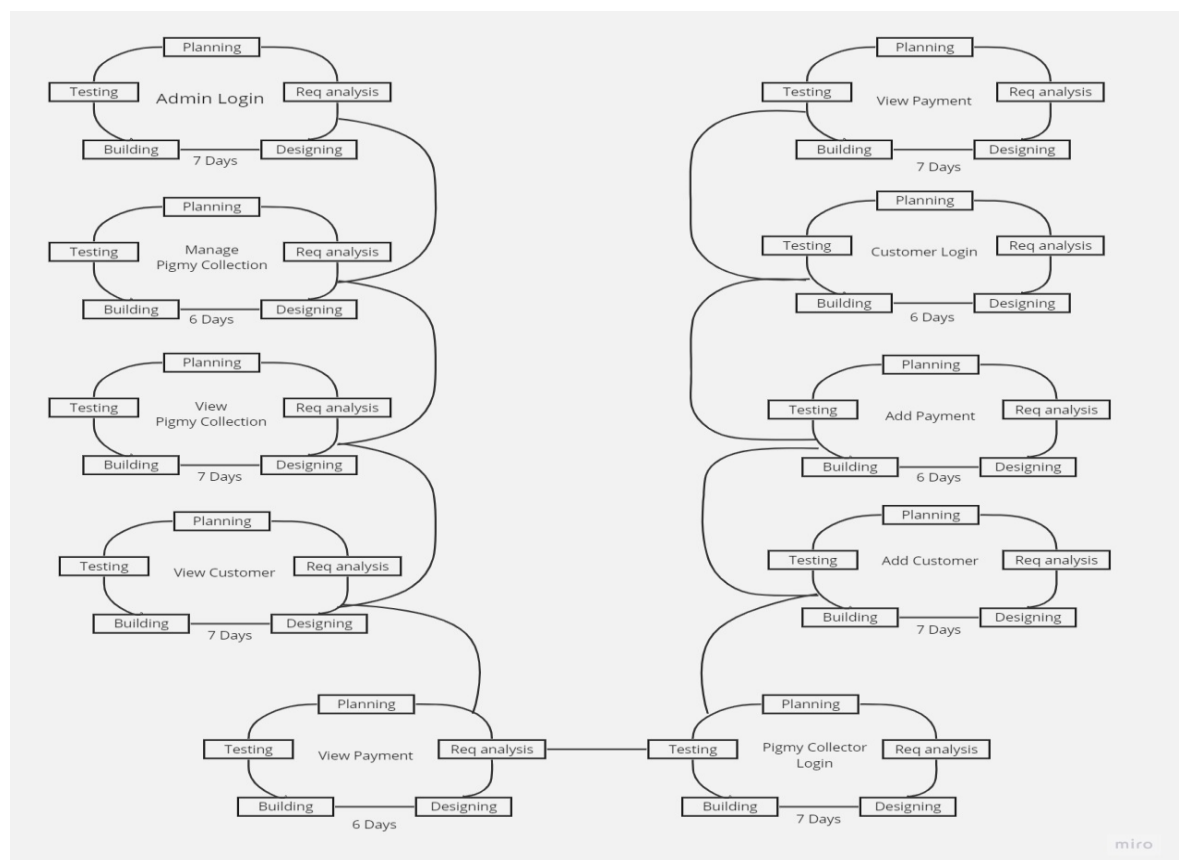 Planning
Testing
Admin Login
Req analysis
Building
7 Days
Designing
Planning
Testing
Manage
Pigmy Collection
Req analysis
Building
6 Days
Designing
Planning
Testing
View
Pigmy Collection
Req analysis
Building
7 Days
Designing
Planning
Testing
View Customer
Req analysis
Building
7 Days
Designing
Planning
Testing
View Payment
Req analysis
Building
6 Days
Designing
Planning
Testing
Pigmy Collector
Login
Req analysis
Building
7 Days
Designing
Planning
Testing
Add Customer
Req analysis
Building
7 Days
Designing
Planning
Testing
Add Payment
Req analysis
Building
6 Days
Designing
Planning
Testing
Customer Login
Req analysis
Building
6 Days
Designing
Planning
Testing
View Payment
Req analysis
Building
7 Days
Designing
miro